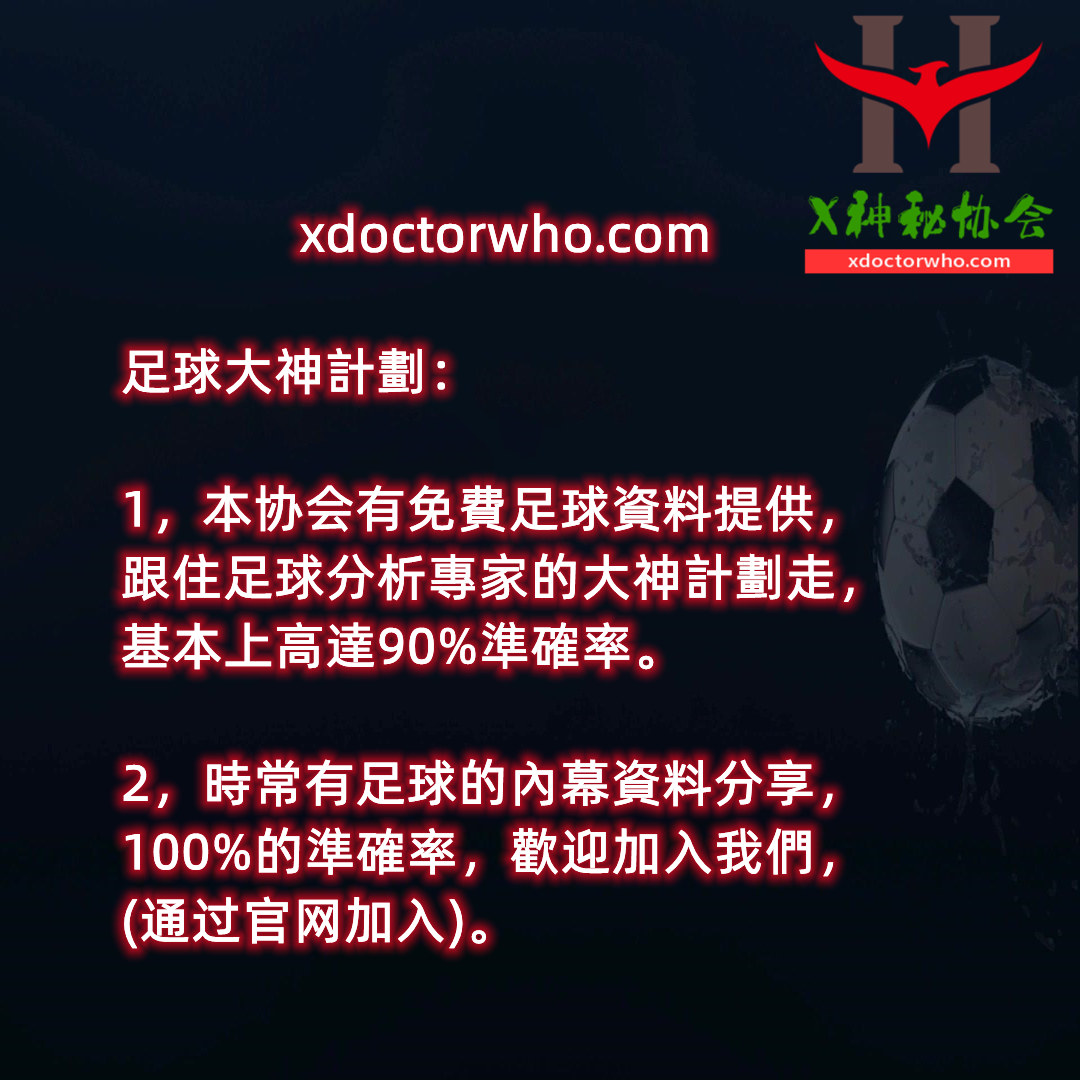 X神秘协会
xdoctorwho.com
xdoctorwho.com
足球大神計劃：
1，本协会有免費足球資料提供，
跟住足球分析專家的大神計劃走，
基本上高達90%準確率。
2，時常有足球的內幕資料分享，
100%的準確率，歡迎加入我們，
(通过官网加入)。